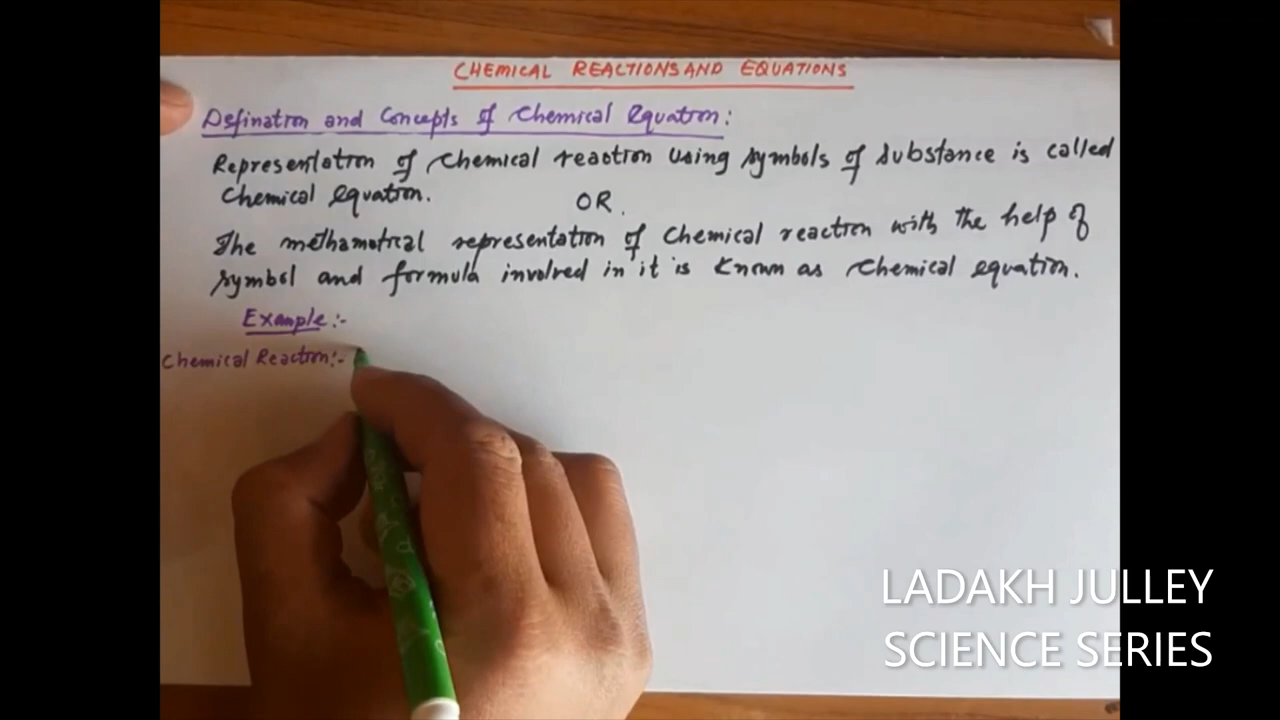 CHEMICAL REACTIONS AND EQUATIONS
Defination and Concepts of Chemical Equation:
Representation of Chemical reaction using symbols of substance is called
Chemical equation. OR.
The methamatical representation of Chemical reaction with the help of
symbol and formula involved in it is known as Chemical equation.
Example:-
Chemical Reaction:-
LADAKH JULLEY
SCIENCE SERIES